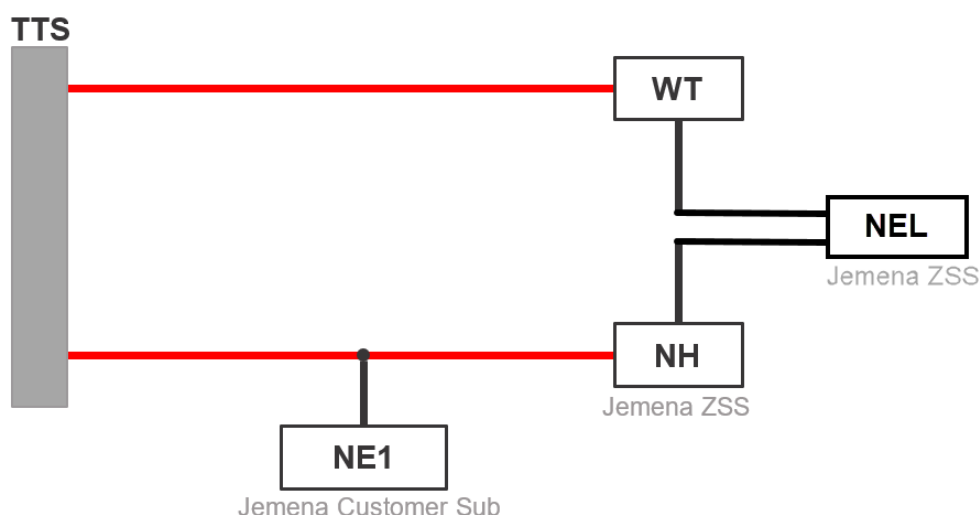 TTS
WT
NEL
Jemena ZSS
NH
Jemena ZSS
NE1
Jemena Customer Sub